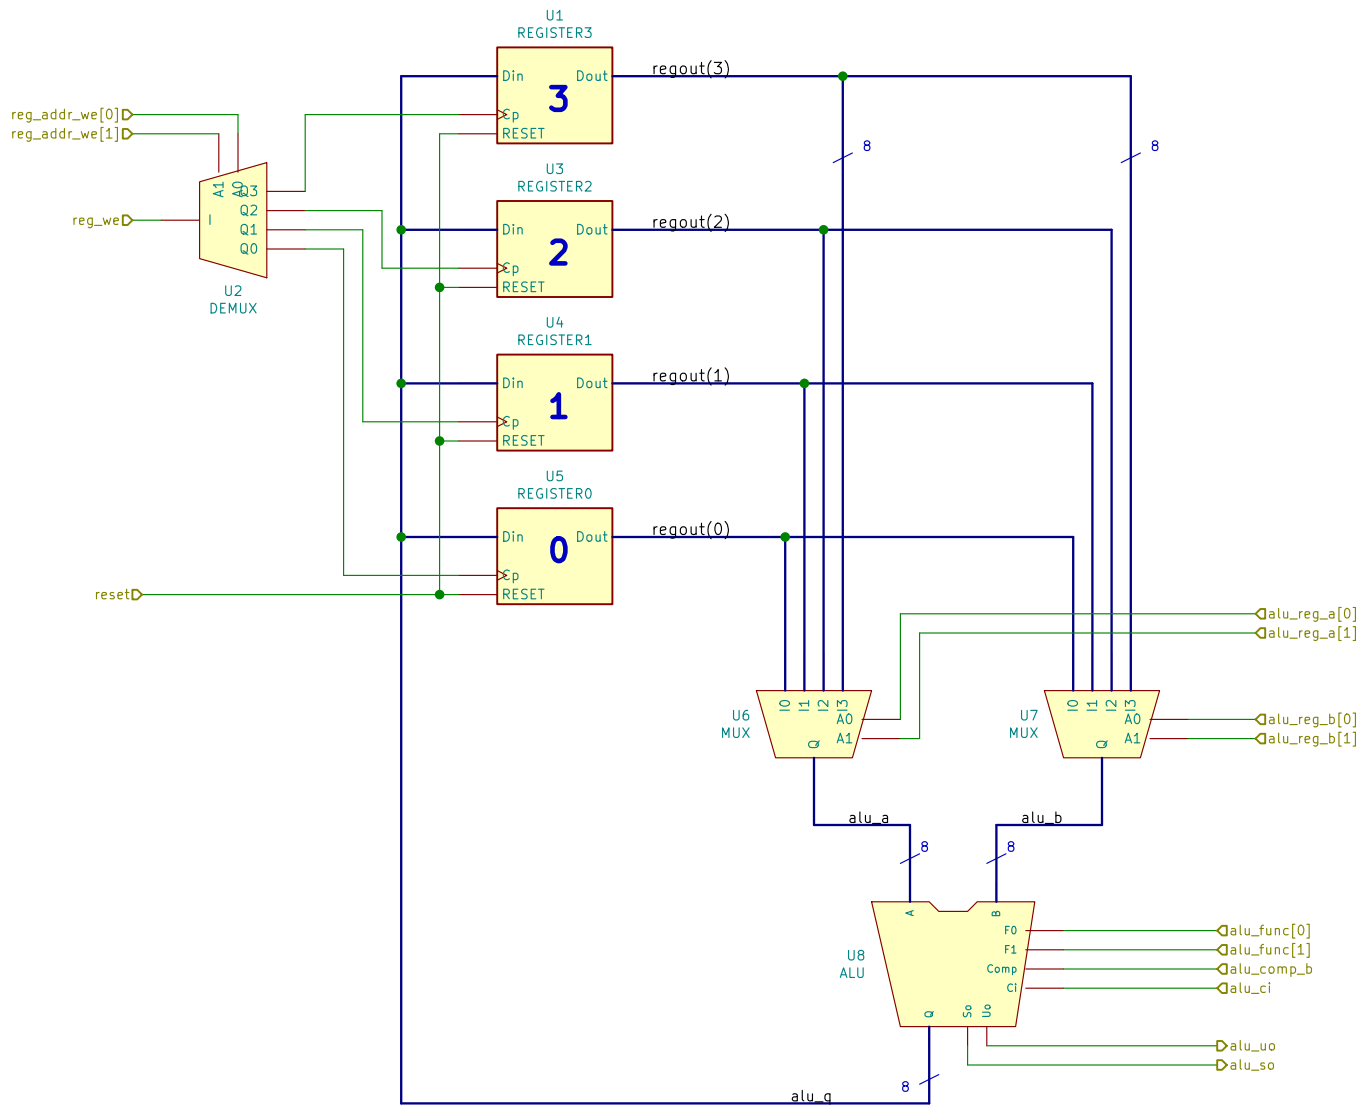 U1
REGISTER3
Din
Dout
3
Cp
RESET
regout(3)
8
8
reg_addr_we[0]
reg_addr_we[1]
reg_we
A1
A0
I
Q3
Q2
Q1
Q0
U2
DEMUX
U3
REGISTER2
Din
Dout
2
Cp
RESET
regout(2)
U4
REGISTER1
Din
Dout
1
Cp
RESET
regout(1)
U5
REGISTER0
Din
Dout
0
Cp
RESET
regout(0)
reset
alu_reg_a[0]
alu_reg_a[1]
U6
MUX
I0
I1
I2
I3
A0
A1
Q
U7
MUX
I0
I1
I2
I3
A0
A1
Q
alu_reg_b[0]
alu_reg_b[1]
alu_a
alu_b
8
8
U8
ALU
A
B
F0
F1
Comp
Ci
Q
So
Uo
alu_func[0]
alu_func[1]
alu_comp_b
alu_ci
alu_uo
alu_so
8
alu_q